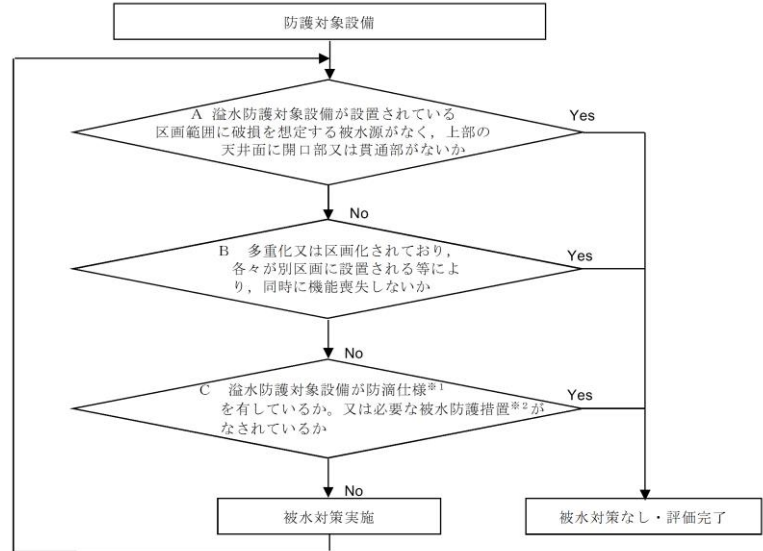 防護対象設備
A 溢水防護対象設備が設置されている
区画範囲に破損を想定する被水源がなく，上部の
天井面に開口部又は貫通部がないか
Yes
No
B 多重化又は区画化されており，
各々が別区画に設置される等によ
り，同時に機能喪失しないか
Yes
No
C 溢水防護対象設備が防滴仕様※1
を有しているか。又は必要な被水防護措置※2が
なされているか
Yes
No
被水対策実施
被水対策なし・評価完了